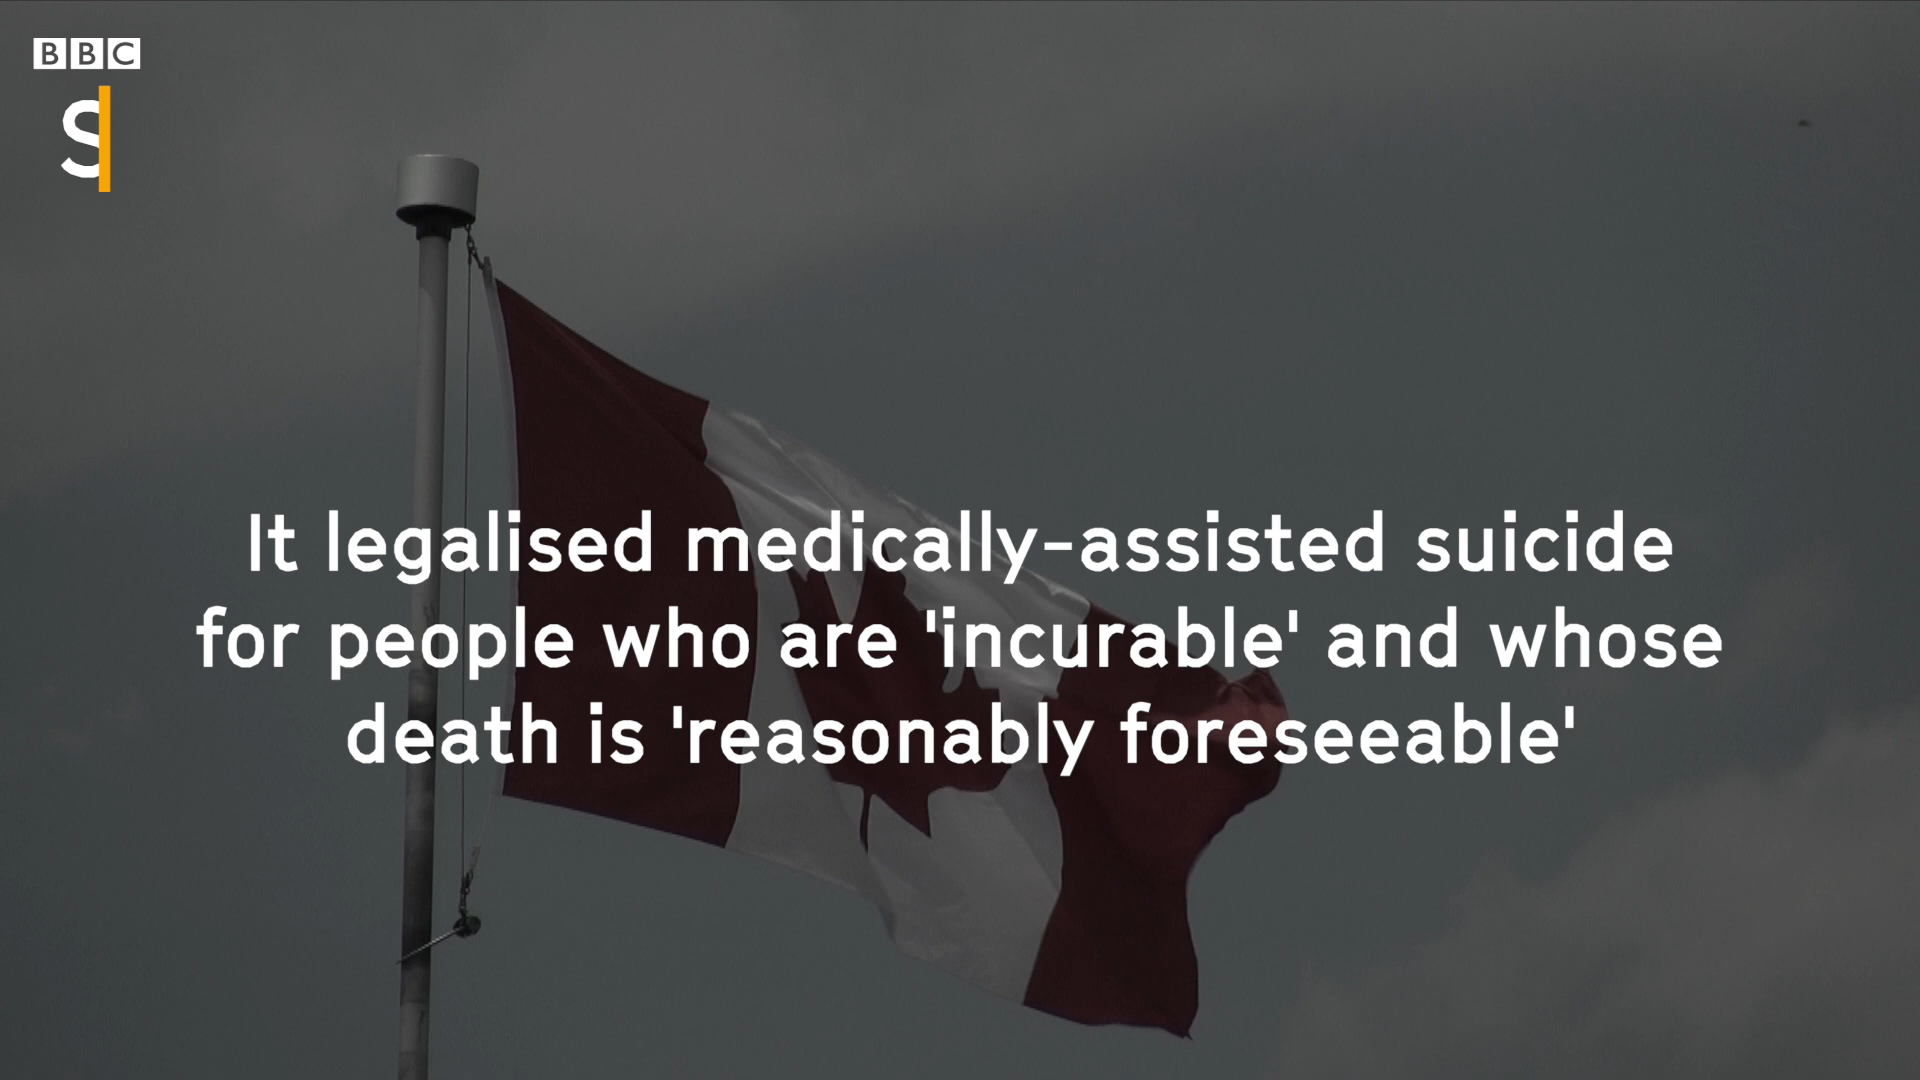 BBC
S
It legalised medically-assisted suicide
for people who are 'incurable' and whose
death is 'reasonably foreseeable'